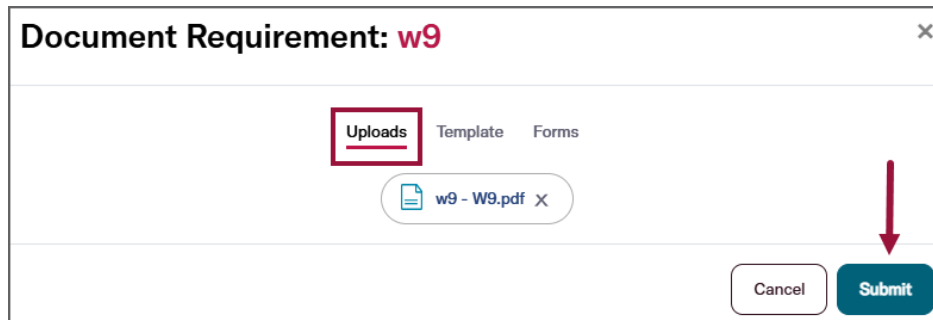 Document Requirement: w9
Uploads Template Forms
w9 - W9.pdf
Cancel Submit